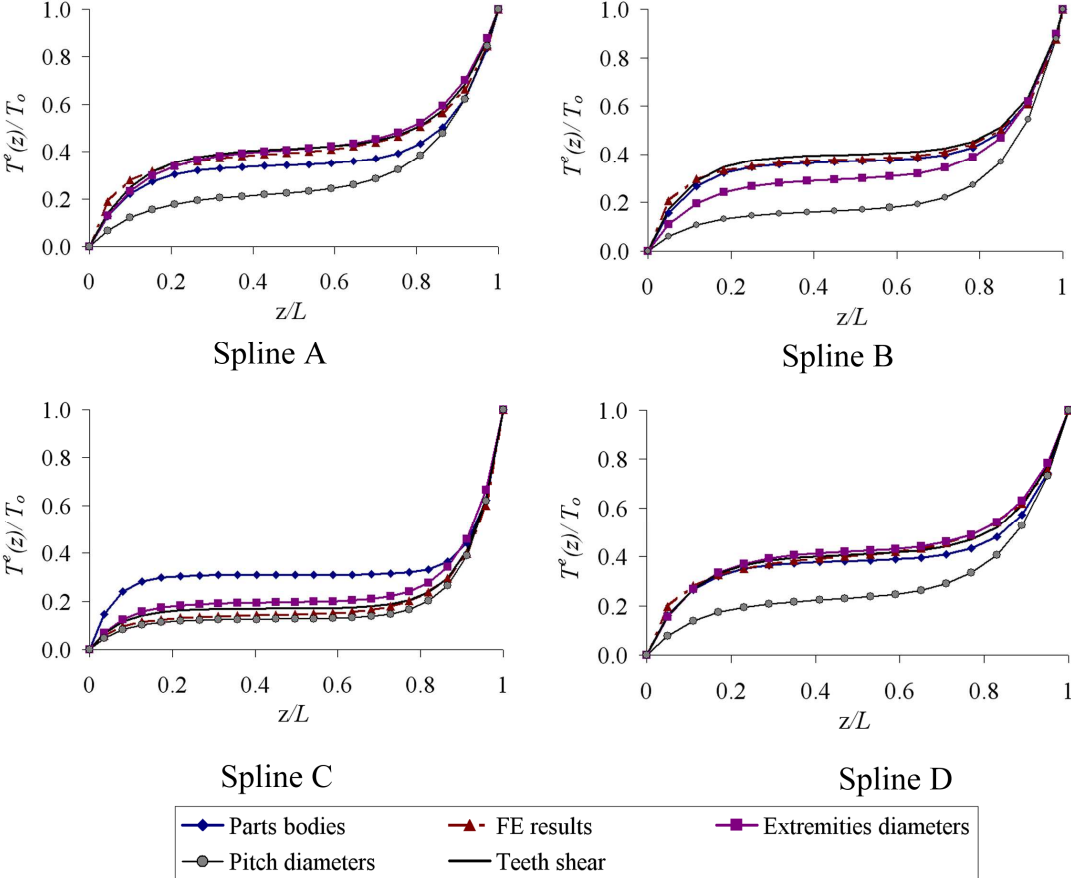 1.0
0.8
0.6
0.4
0.2
0.0
T^e(z)/ T_o
0 0.2 0.4 0.6 0.8 1
z/L
Spline A
1.0
0.8
0.6
0.4
0.2
0.0
T^e(z)/ T_o
0 0.2 0.4 0.6 0.8 1
z/L
Spline B
1.0
0.8
0.6
0.4
0.2
0.0
T^e(z)/ T_o
0 0.2 0.4 0.6 0.8 1
z/L
Spline C
1.0
0.8
0.6
0.4
0.2
0.0
T^e(z)/ T_o
0 0.2 0.4 0.6 0.8 1
z/L
Spline D
Parts bodies FE results Extremities diameters
Pitch diameters Teeth shear